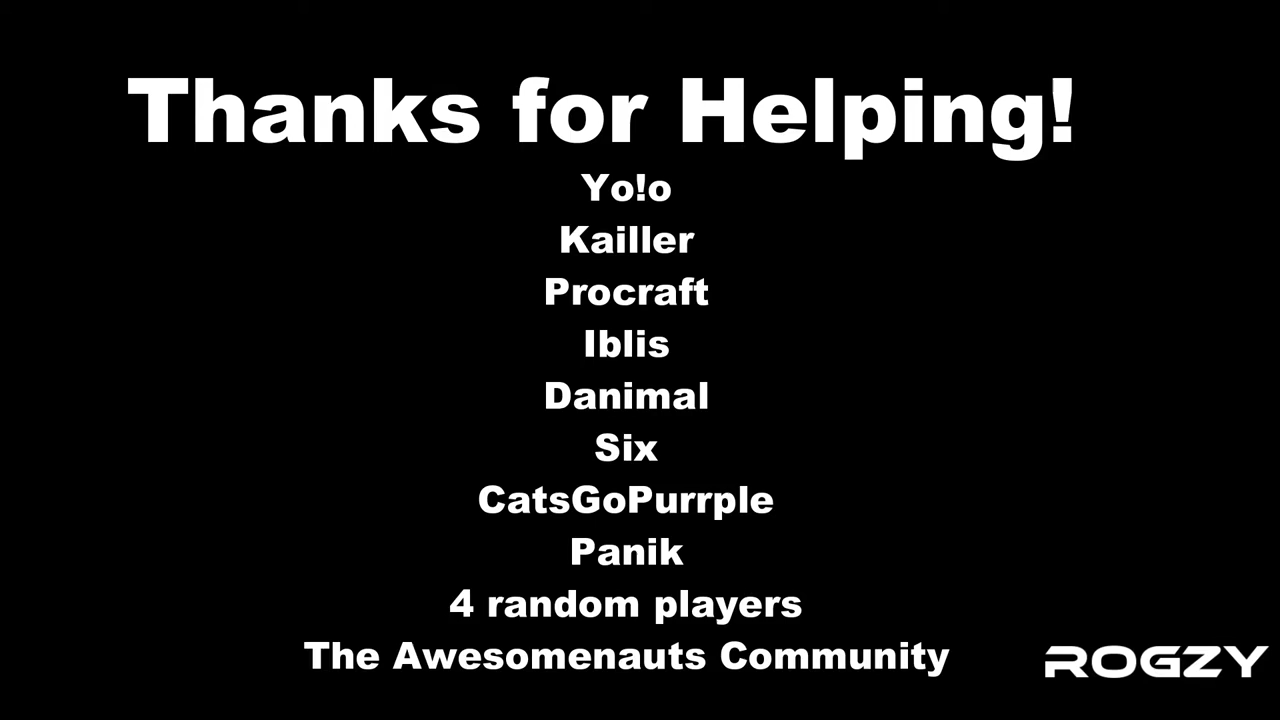 Thanks for Helping!
Yo!o
Kailler
Procraft
Iblis
Danimal
Six
CatsGoPurrple
Panik
4 random players
The Awesomenauts Community
ROGZY